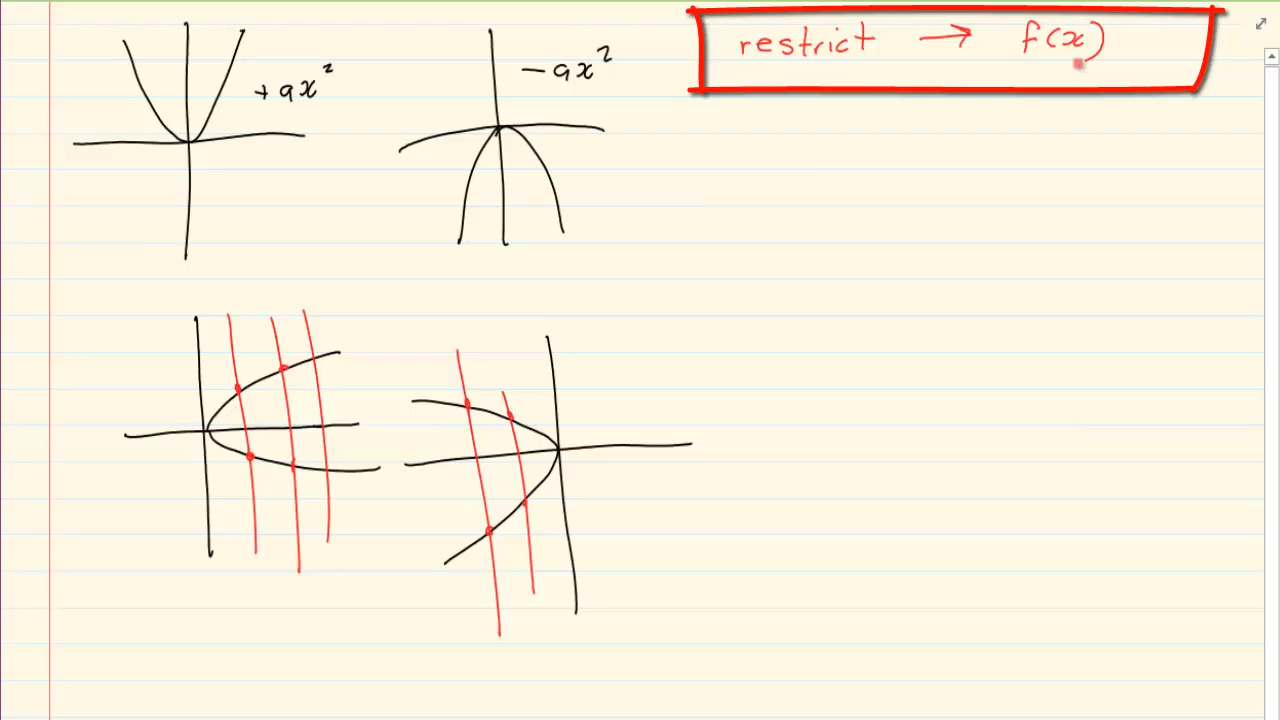 restrict → f(x)
+ax²
-ax²